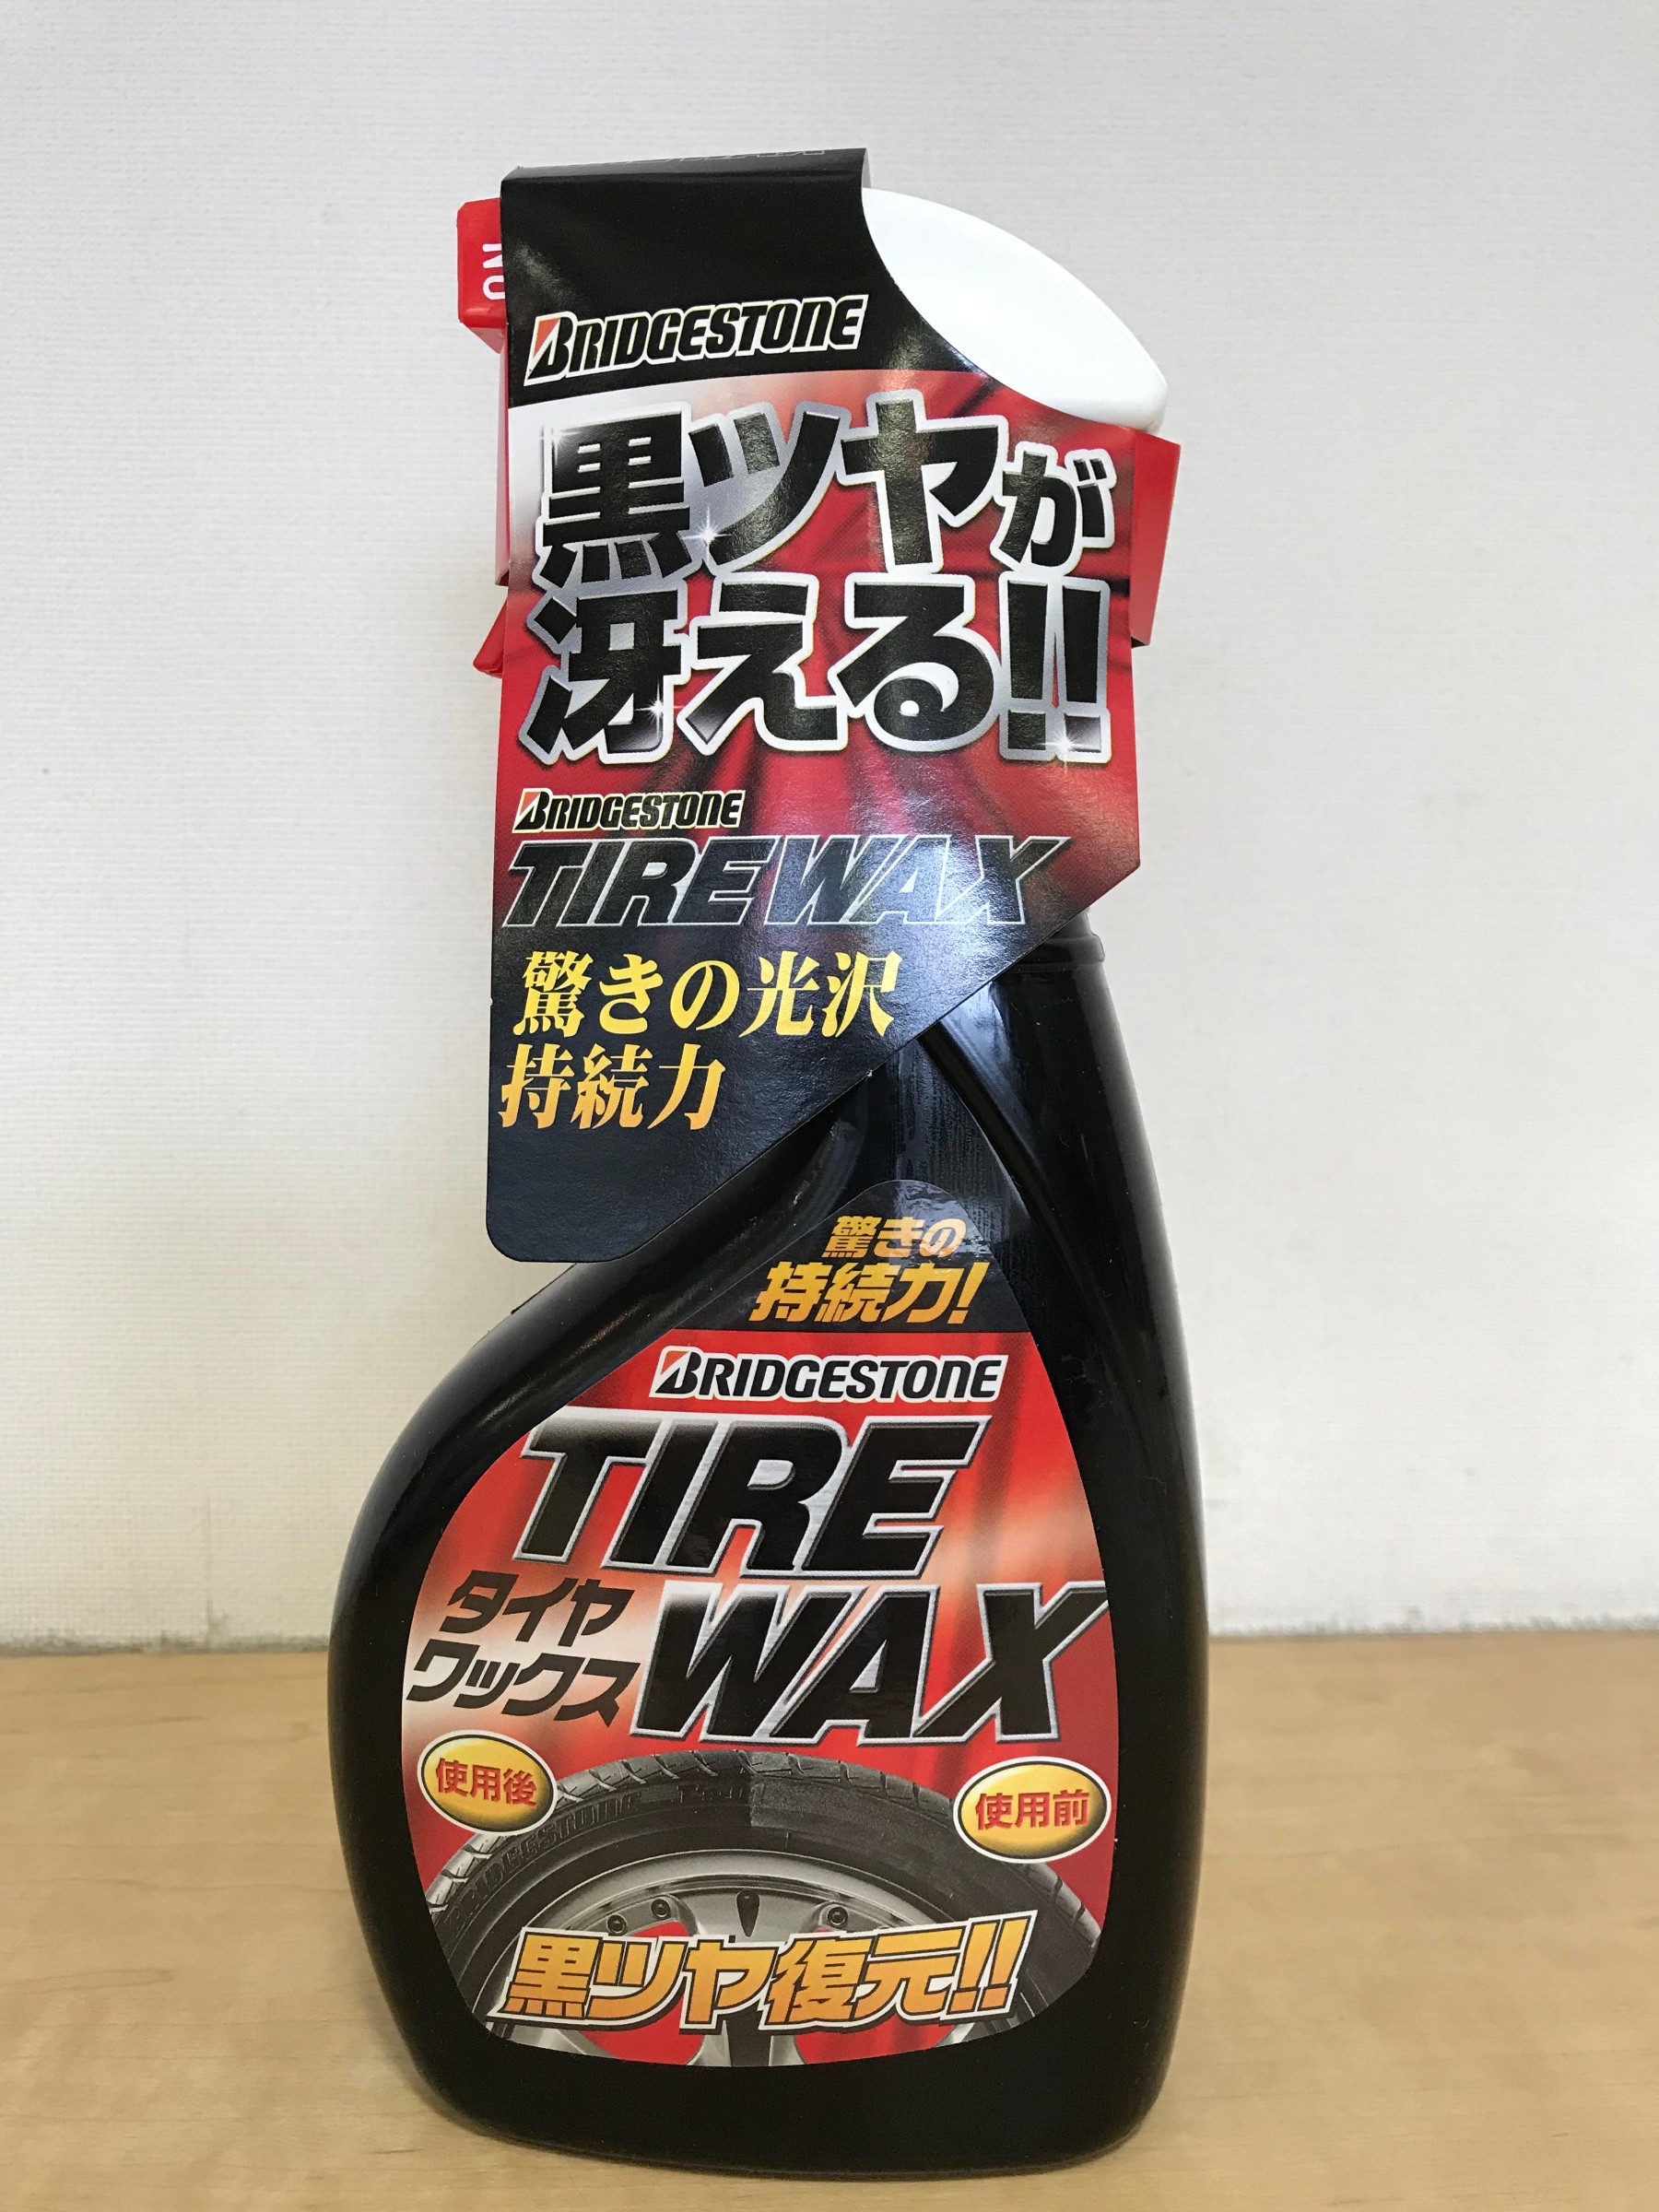 BRIDGESTONE
黒ツヤが
冴える!!
BRIDGESTONE
TIREWAX
驚きの光沢
持続力
驚きの
持続力!
BRIDGESTONE
TIRE
WAX
タイヤ
ワックス
使用後
使用前
BRIDGESTONE
黒ツヤ復元!!